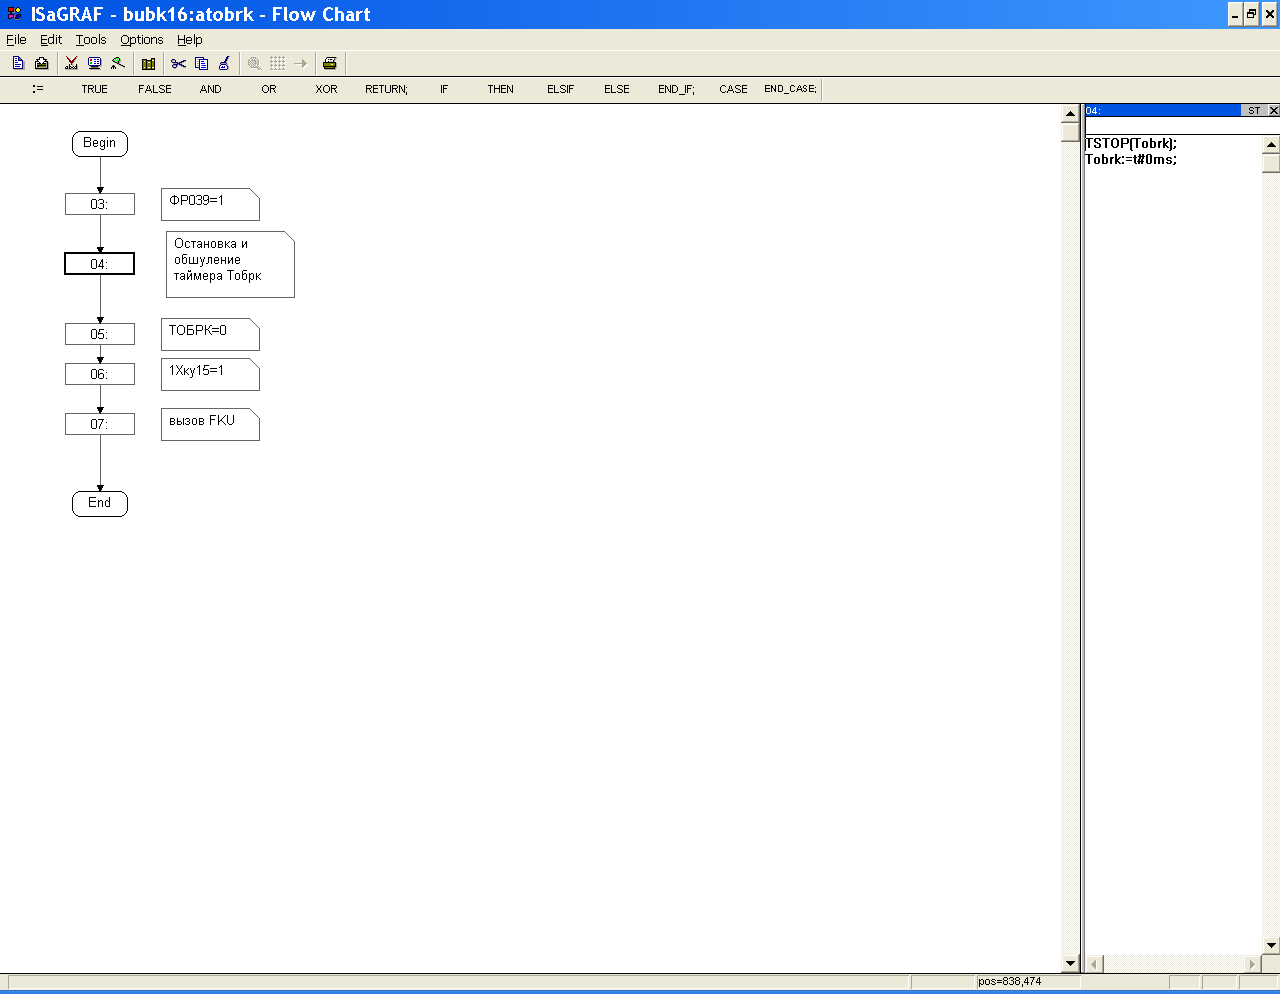 ISaGRAF - bubk16:atobrk - Flow Chart
File Edit Tools Options Help
:= TRUE FALSE AND OR XOR RETURN; IF THEN ELSIF ELSE END_IF; CASE END_CASE;
04: ST
TSTOP(Tobrk);
Tobrk:=t#0ms;
Begin
03:
ФР039=1
04:
Остановка и
обшуление
таймера Тобрк
05:
ТОБРК=0
06:
1Хку15=1
07:
вызов FKU
End
pos=838,474